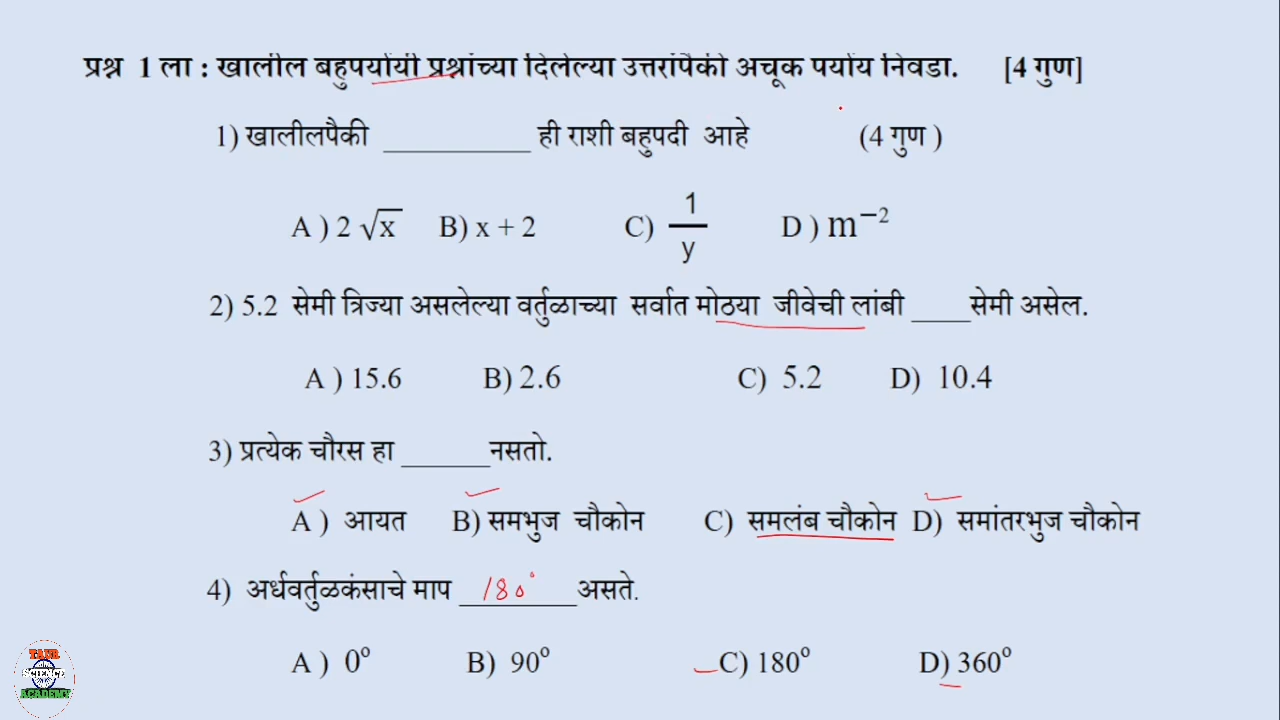 प्रश्न 1 ला : खालील बहुपर्यायी प्रश्नांच्या दिलेल्या उत्तरांपैकी अचूक पर्याय निवडा. [4 गुण]
1) खालीलपैकी __________ ही राशी बहुपदी आहे (4 गुण )
A ) 2 √x B) x + 2 C) 1/y D ) m⁻²
2) 5.2 सेमी त्रिज्या असलेल्या वर्तुळाच्या सर्वात मोठया जीवेची लांबी ____सेमी असेल.
A ) 15.6 B) 2.6 C) 5.2 D) 10.4
3) प्रत्येक चौरस हा ______नसतो.
A ) आयत B) समभुज चौकोन C) समलंब चौकोन D) समांतरभुज चौकोन
4) अर्धवर्तुळकंसाचे माप 180° असते.
A ) 0° B) 90° C) 180° D) 360°
SCIENCE
ACADEMY